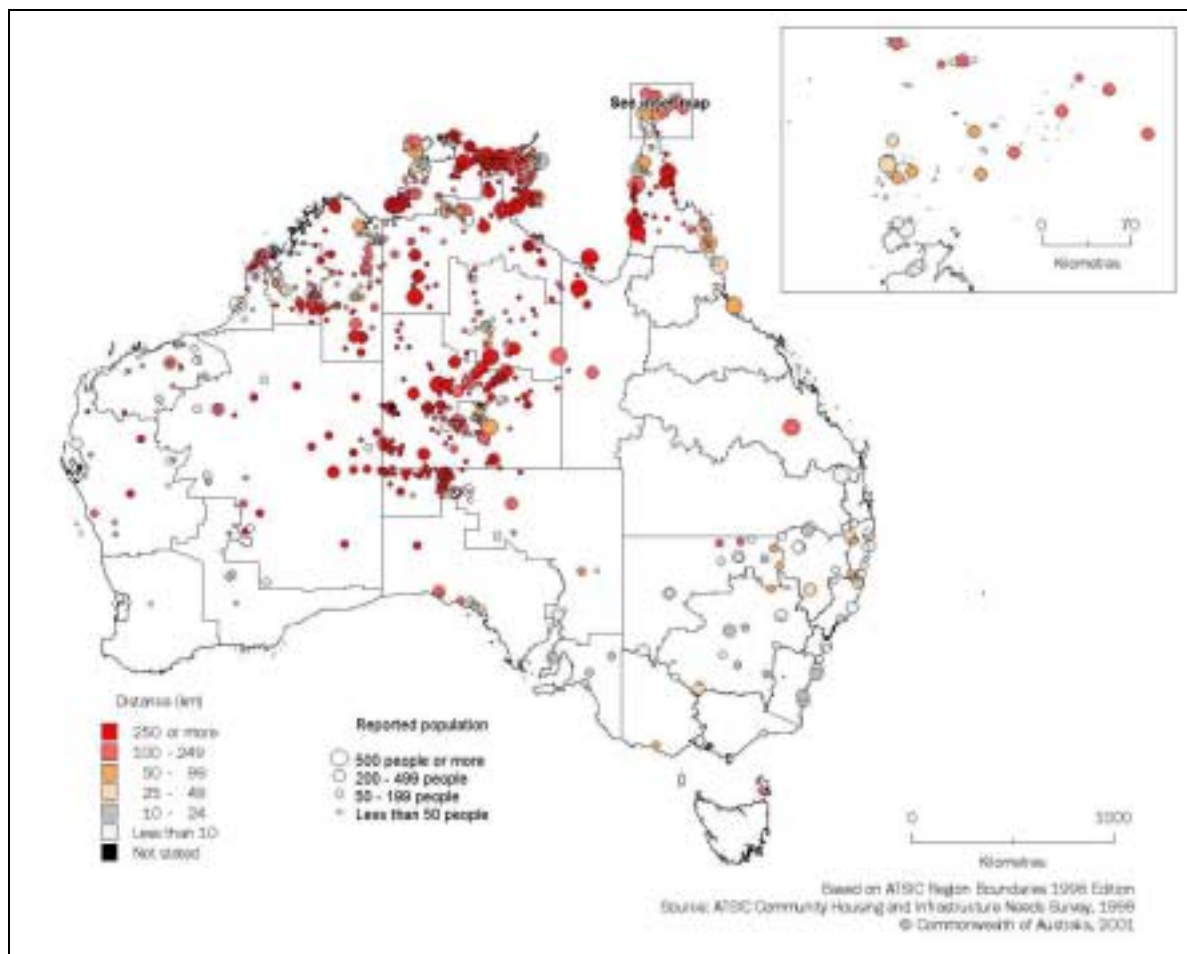 See inset map
0 70
Kilometres
Distance (km)
250 or more
100 - 249
50 - 99
25 - 49
10 - 24
Less than 10
Not stated
Reported population
500 people or more
200 - 499 people
50 - 199 people
Less than 50 people
0 1000
Kilometres
Based on ATSIC Region Boundaries 1996 Edition
Source: ATSIC Community Housing and Infrastructure Needs Survey, 1999
© Commonwealth of Australia, 2001